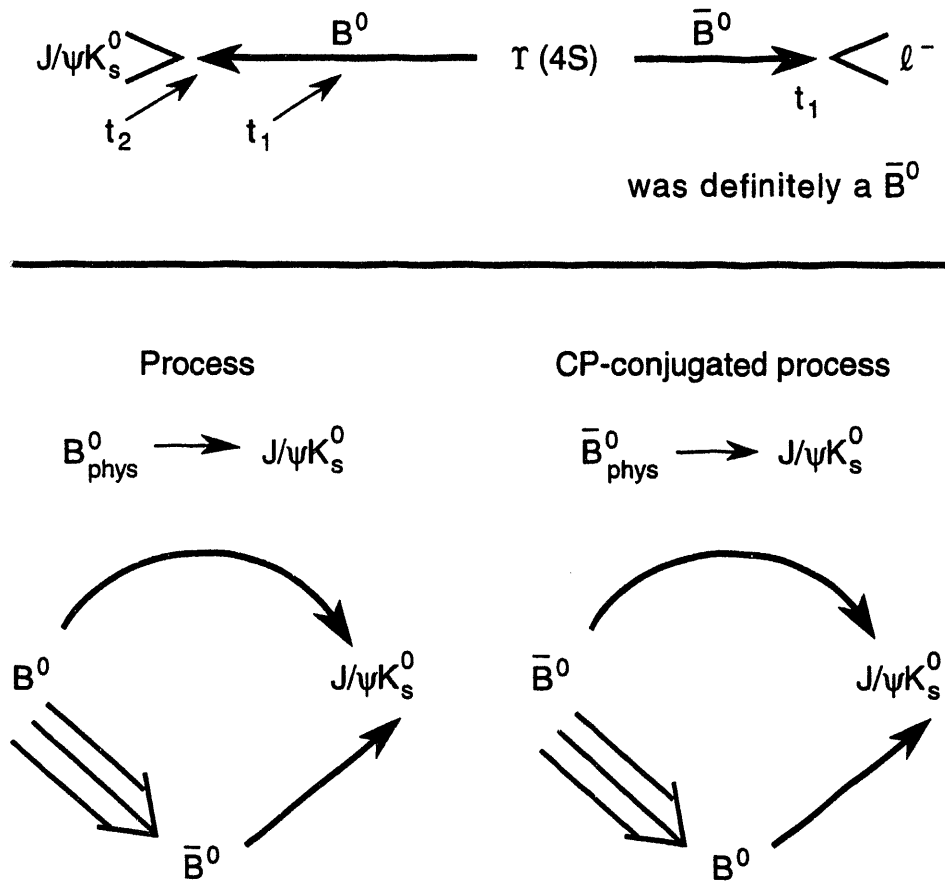 J/ψK⁰ₛ B⁰ ϒ (4S) B̄⁰ ℓ⁻
t₂ t₁ t₁
was definitely a B̄⁰
Process CP-conjugated process
B⁰phys J/ψK⁰ₛ B̄⁰phys J/ψK⁰ₛ
B⁰ J/ψK⁰ₛ B̄⁰ J/ψK⁰ₛ
B̄⁰ B⁰